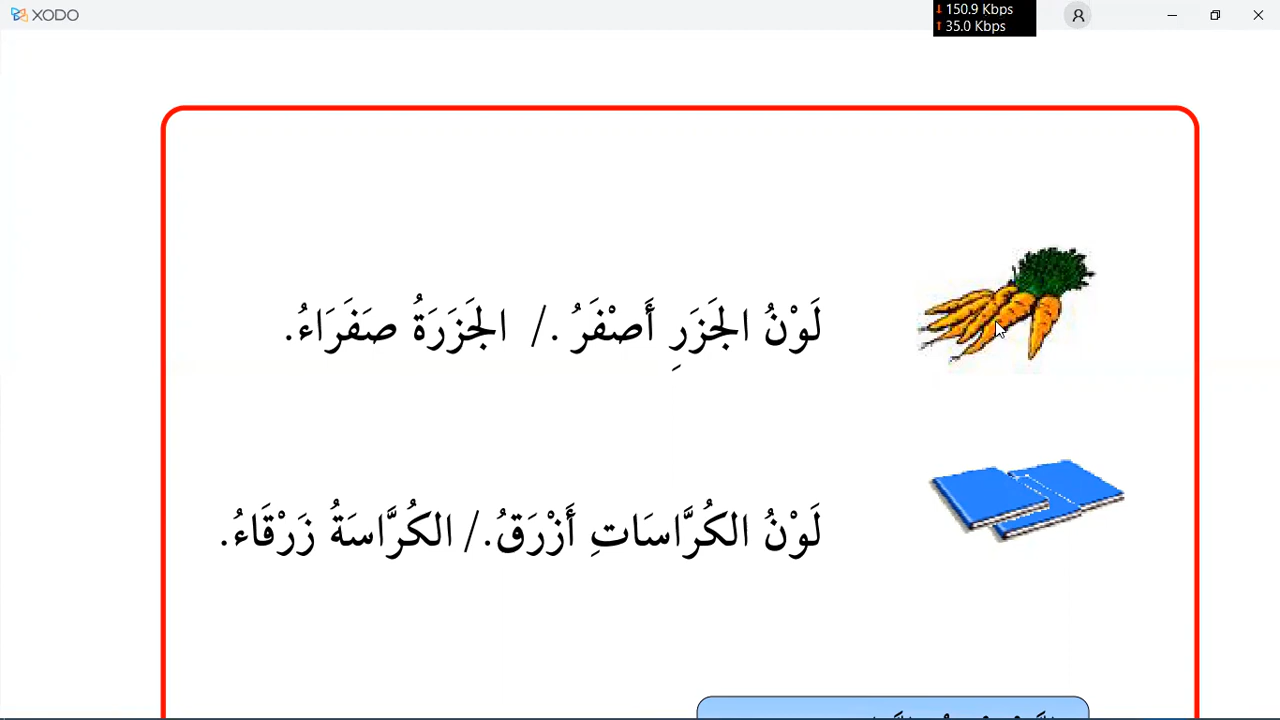 XODO
↓ 150.9 Kbps
↑ 35.0 Kbps
لَوْنُ الجَزَرِ أَصْفَرُ ./ الجَزَرَةُ صَفَرَاءُ.
لَوْنُ الكُرَّاسَاتِ أَزْرَقُ./ الكُرَّاسَةُ زَرْقَاءُ.